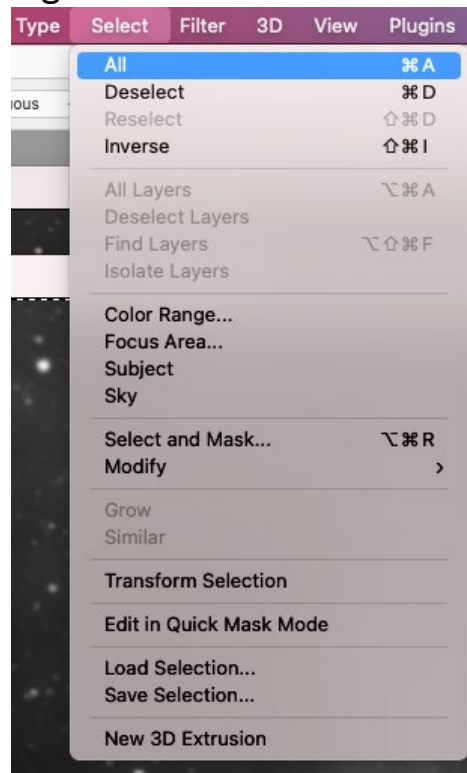 Type Select Filter 3D View Plugins
All ⌘ A
ious
Deselect ⌘ D
Reselect ⇧ ⌘ D
Inverse ⇧ ⌘ I
All Layers ⌥ ⌘ A
Deselect Layers
Find Layers ⌥ ⇧ ⌘ F
Isolate Layers
Color Range...
Focus Area...
Subject
Sky
Select and Mask... ⌥ ⌘ R
Modify >
Grow
Similar
Transform Selection
Edit in Quick Mask Mode
Load Selection...
Save Selection...
New 3D Extrusion